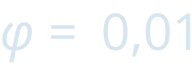 φ = 0,01